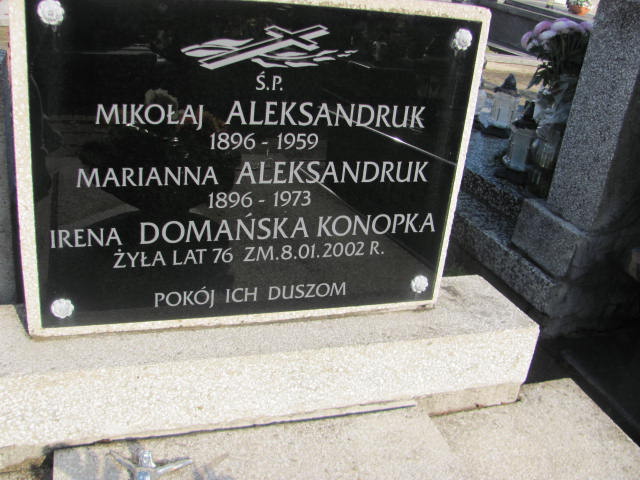 Ś.P.
MIKOŁAJ ALEKSANDRUK
1896 - 1959
MARIANNA ALEKSANDRUK
1896 - 1973
IRENA DOMAŃSKA KONOPKA
ŻYŁA LAT 76 ZM.8.01.2002 R.
POKÓJ ICH DUSZOM